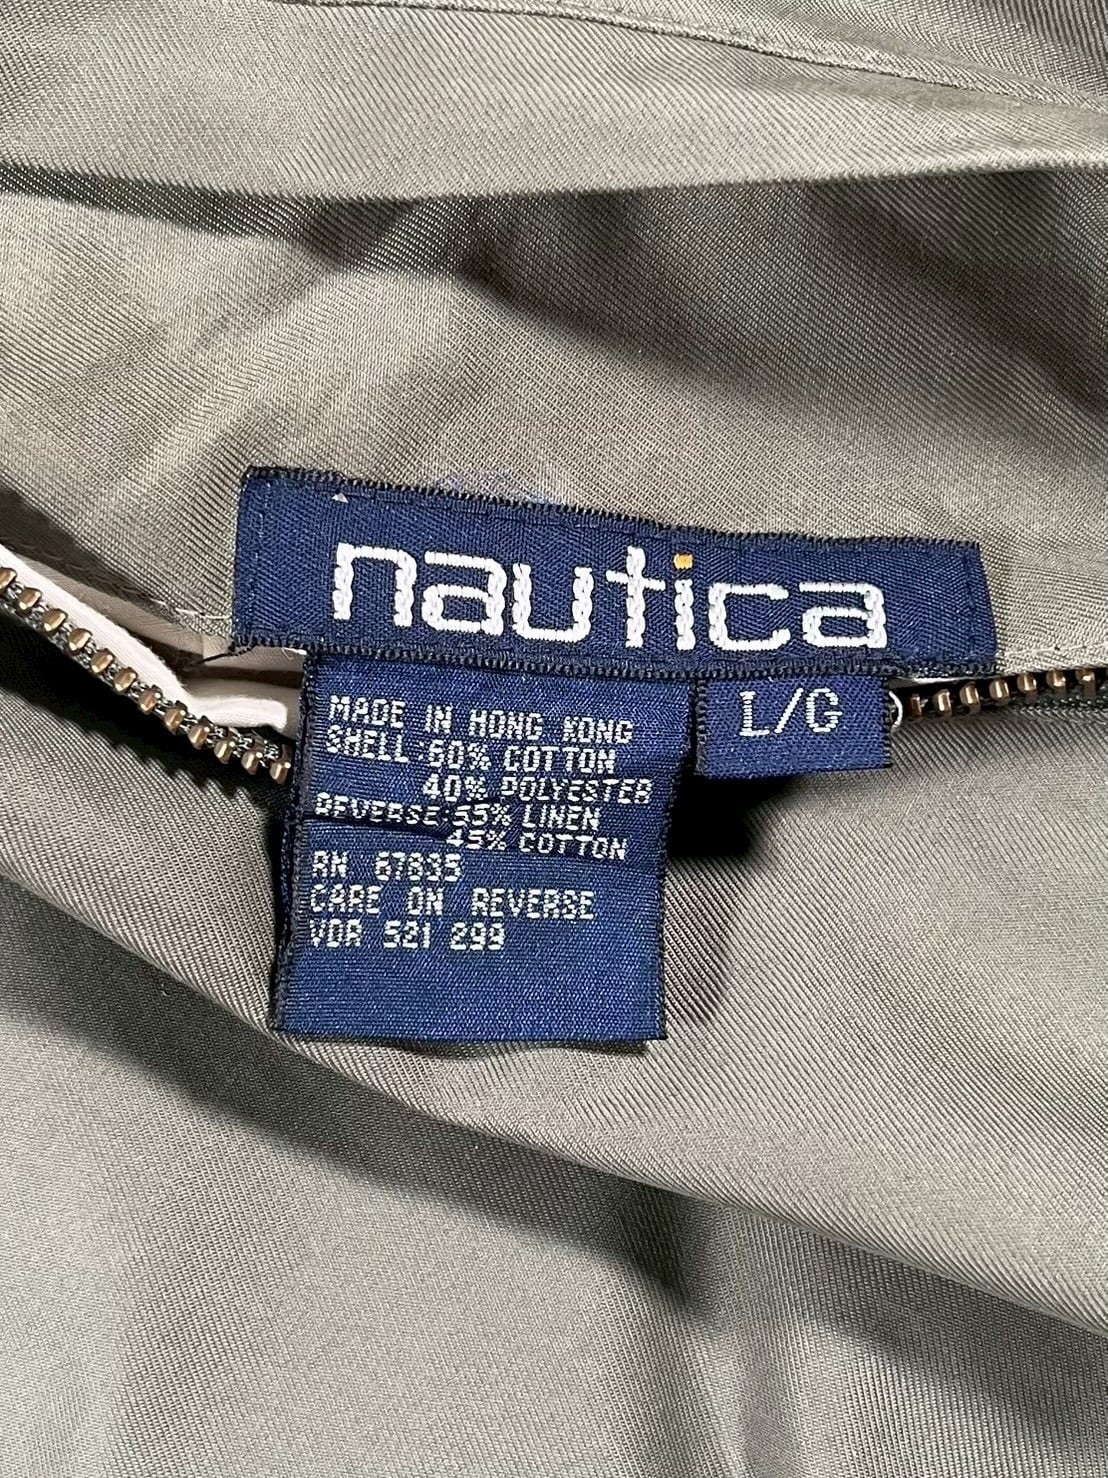 nautica
L/G
MADE IN HONG KONG
SHELL:60% COTTON
40% POLYESTER
REVERSE:55% LINEN
45% COTTON
RN 67835
CARE ON REVERSE
VOR 521 299